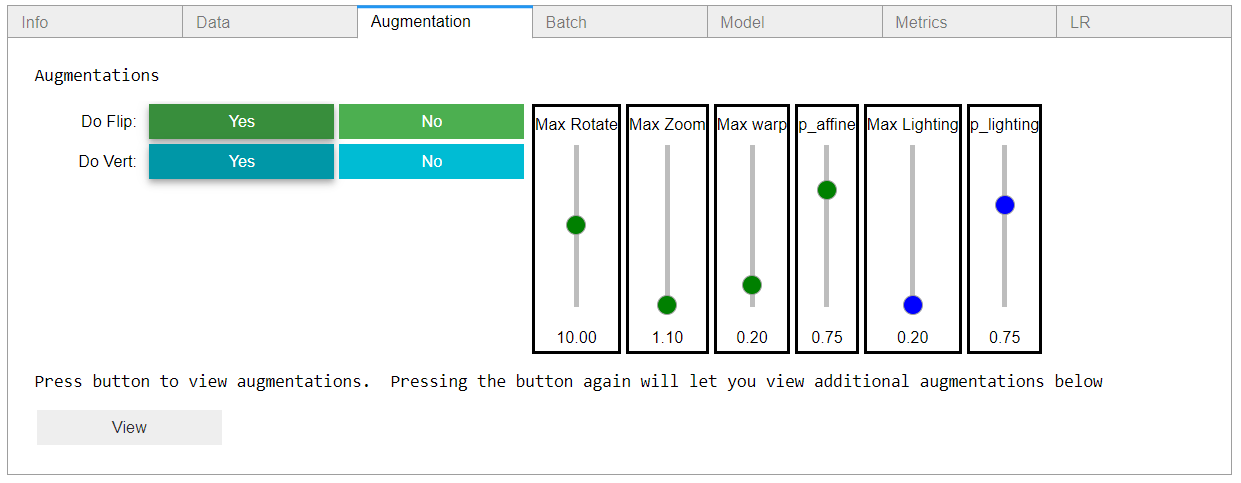 Info Data Augmentation Batch Model Metrics LR
Augmentations
Do Flip: Yes No
Do Vert: Yes No
Max Rotate Max Zoom Max warp p_affine Max Lighting p_lighting
10.00 1.10 0.20 0.75 0.20 0.75
Press button to view augmentations.  Pressing the button again will let you view additional augmentations below
View